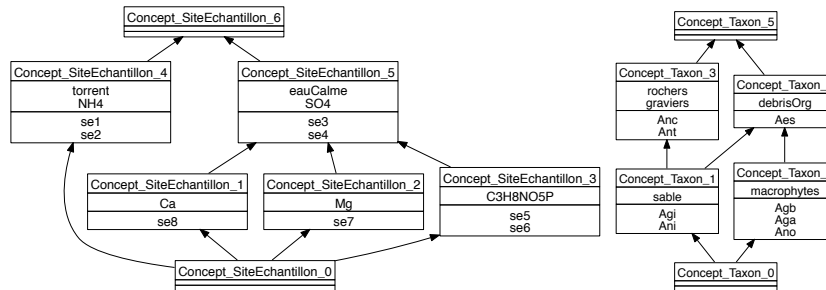 Concept_SiteEchantillon_6
Concept_SiteEchantillon_4
torrent
NH4
se1
se2
Concept_SiteEchantillon_5
eauCalme
SO4
se3
se4
Concept_SiteEchantillon_1
Ca
se8
Concept_SiteEchantillon_2
Mg
se7
Concept_SiteEchantillon_3
C3H8NO5P
se5
se6
Concept_SiteEchantillon_0
Concept_Taxon_5
Concept_Taxon_3
rochers
graviers
Anc
Ant
Concept_Taxon_
debrisOrg
Aes
Concept_Taxon_1
sable
Agi
Ani
Concept_Taxon_
macrophytes
Agb
Aga
Ano
Concept_Taxon_0